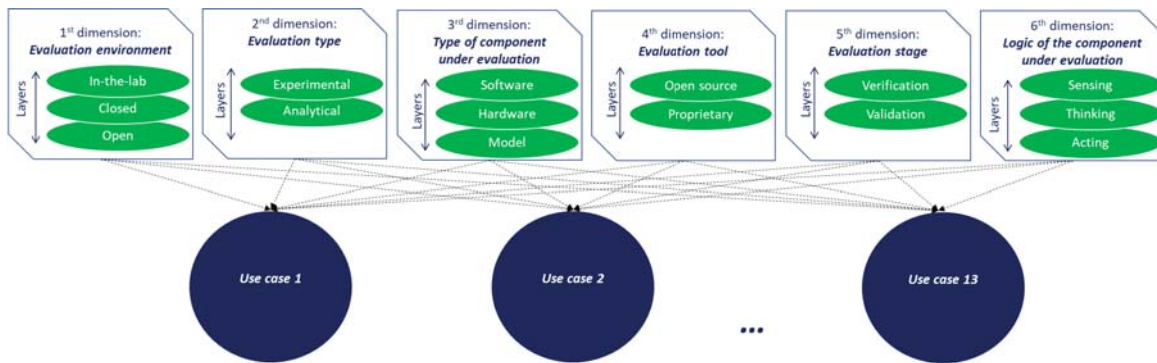 1st dimension:
Evaluation environment
Layers
In-the-lab
Closed
Open
2nd dimension:
Evaluation type
Layers
Experimental
Analytical
3rd dimension:
Type of component
under evaluation
Layers
Software
Hardware
Model
4th dimension:
Evaluation tool
Layers
Open source
Proprietary
5th dimension:
Evaluation stage
Layers
Verification
Validation
6th dimension:
Logic of the component
under evaluation
Layers
Sensing
Thinking
Acting
Use case 1
Use case 2
...
Use case 13